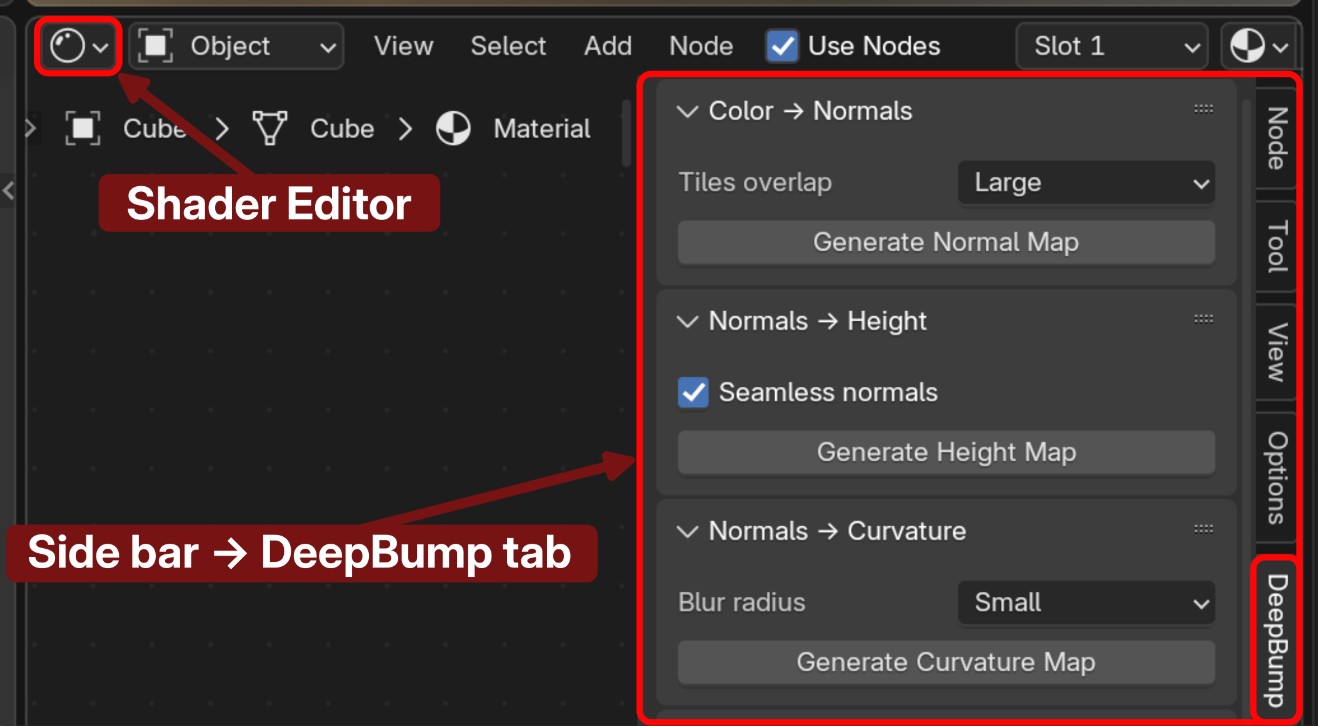 Object View Select Add Node Use Nodes Slot 1
Cube Cube Material
Shader Editor
Side bar → DeepBump tab
Color → Normals
Tiles overlap Large
Generate Normal Map
Normals → Height
Seamless normals
Generate Height Map
Normals → Curvature
Blur radius Small
Generate Curvature Map
Node
Tool
View
Options
DeepBump